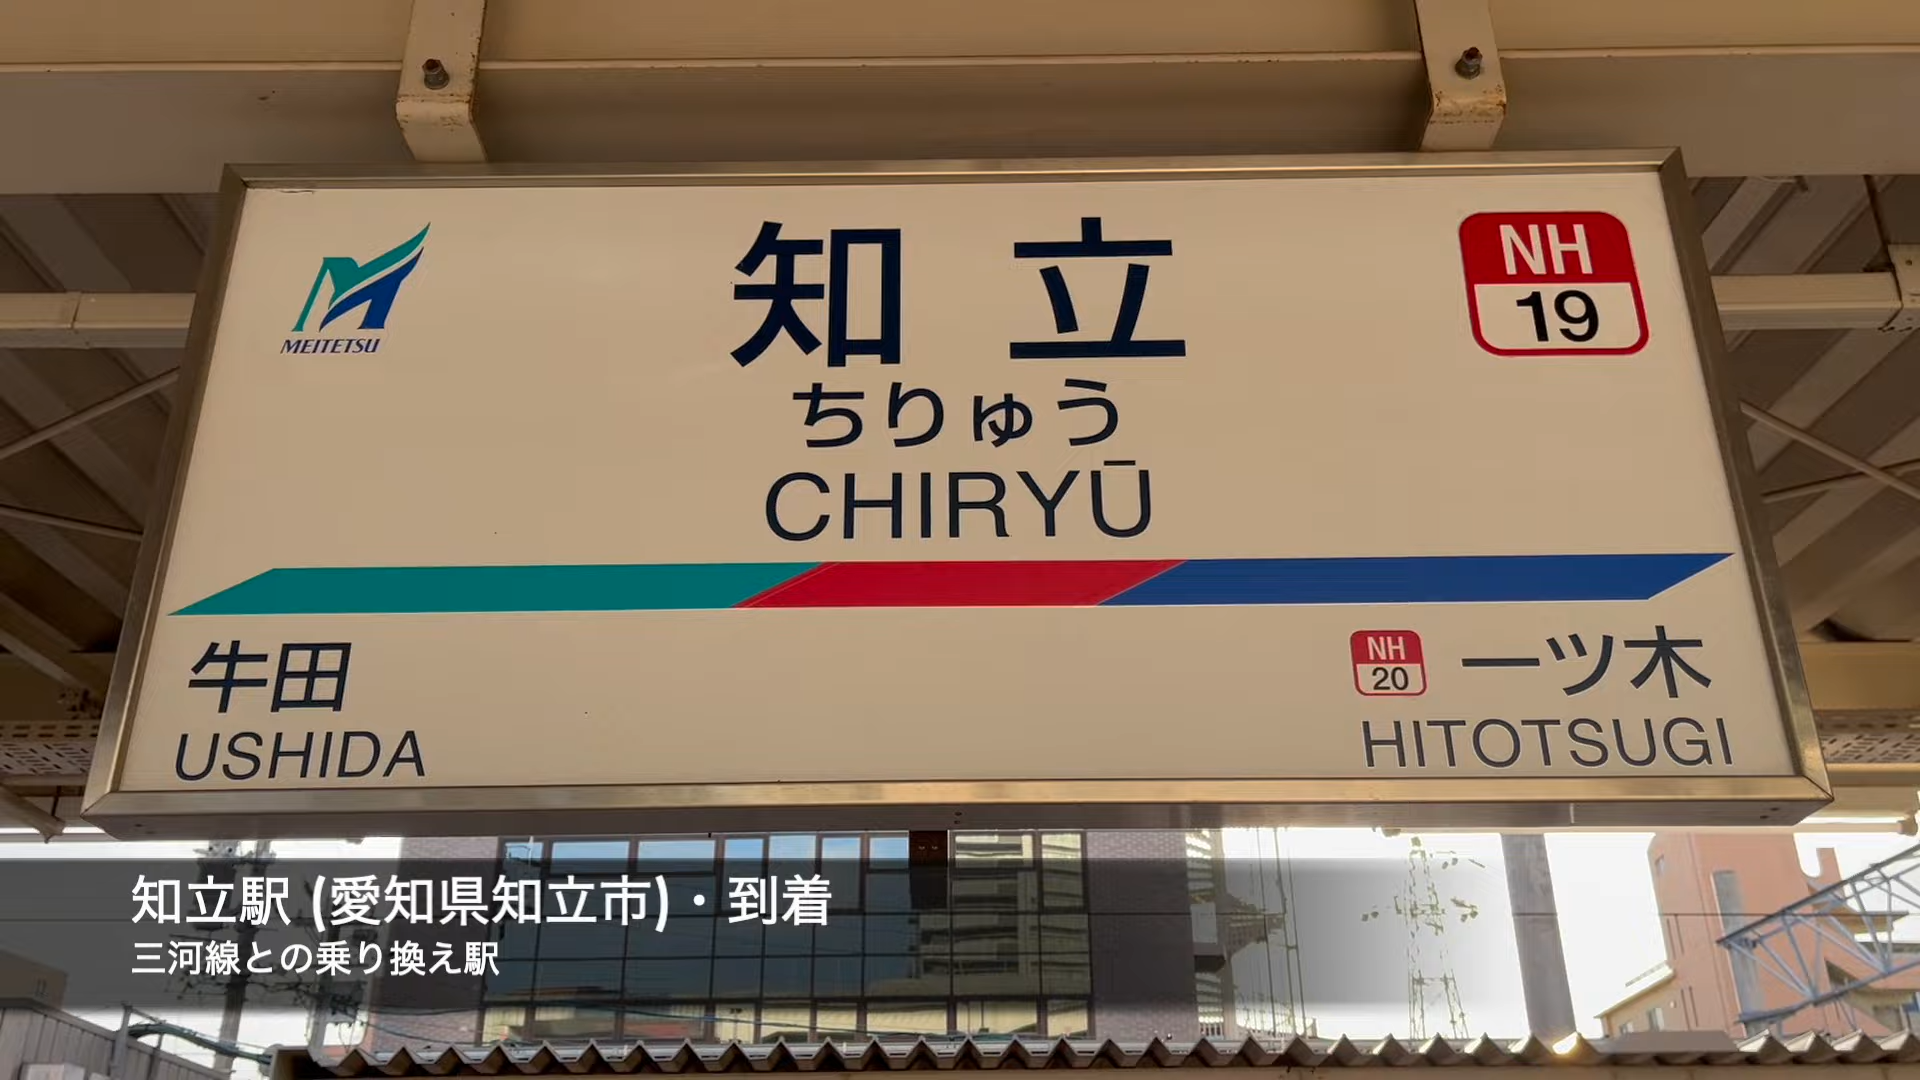 MEITETSU
知立
ちりゅう
CHIRYŪ
NH
19
牛田
USHIDA
NH
20
一ツ木
HITOTSUGI
知立駅 (愛知県知立市)・到着
三河線との乗り換え駅